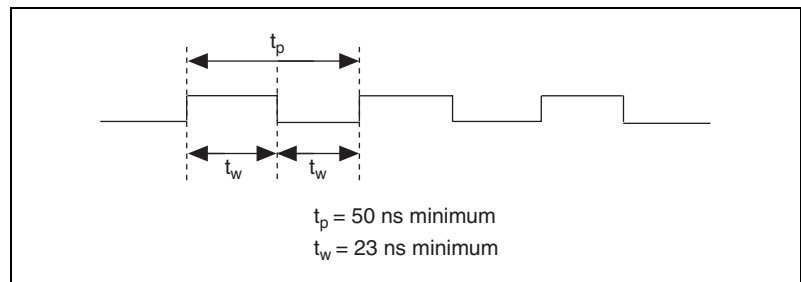 tp
tw tw
tp = 50 ns minimum
tw = 23 ns minimum